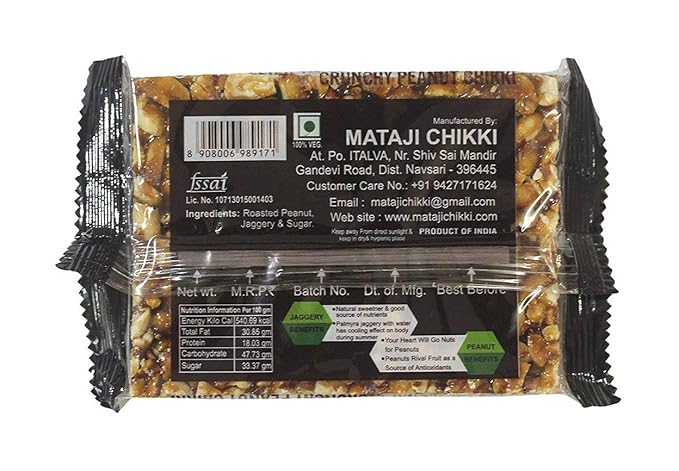 CRUNCHY PEANUT CHIKKI
8 908006 989171
100% VEG.
Manufactured By:
MATAJI CHIKKI
At. Po. ITALVA, Nr. Shiv Sai Mandir
Gandevi Road, Dist. Navsari - 396445
Customer Care No.: +91 9427171624
Email : matajichikki@gmail.com
Web site : www.matajichikki.com
Keep away From direct sunlight &
keep in dry& hygienic place
PRODUCT OF INDIA
fssai
Lic. No. 10713015001403
Ingredients: Roasted Peanut,
Jaggery & Sugar.
Net wt. M.R.P.₹ Batch No. Dt. of. Mfg. Best Before
Nutrition Information Per 100 gm
Energy Kilo Cal 540.69 kcal
Total Fat 30.85 gm
Protein 18.03 gm
Carbohydrate 47.73 gm
Sugar 33.37 gm
JAGGERY
BENEFITS
•Natural sweetner & good
source of nutrients
•Palmyra jaggery with water
has cooling effect on body
during summer
•Your Heart Will Go Nuts
for Peanuts
•Peanuts Rival Fruit as a
Source of Antioxidants
PEANUT
BENEFITS